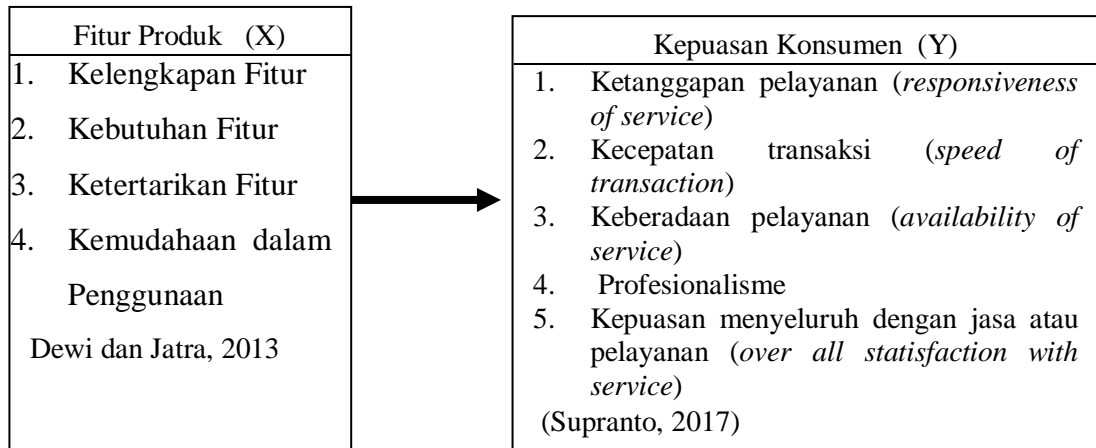 Fitur Produk (X)
1. Kelengkapan Fitur
2. Kebutuhan Fitur
3. Ketertarikan Fitur
4. Kemudahaan dalam
Penggunaan
Dewi dan Jatra, 2013
Kepuasan Konsumen (Y)
1. Ketanggapan pelayanan (responsiveness
of service)
2. Kecepatan transaksi (speed of
transaction)
3. Keberadaan pelayanan (availability of
service)
4. Profesionalisme
5. Kepuasan menyeluruh dengan jasa atau
pelayanan (over all statisfaction with
service)
(Supranto, 2017)